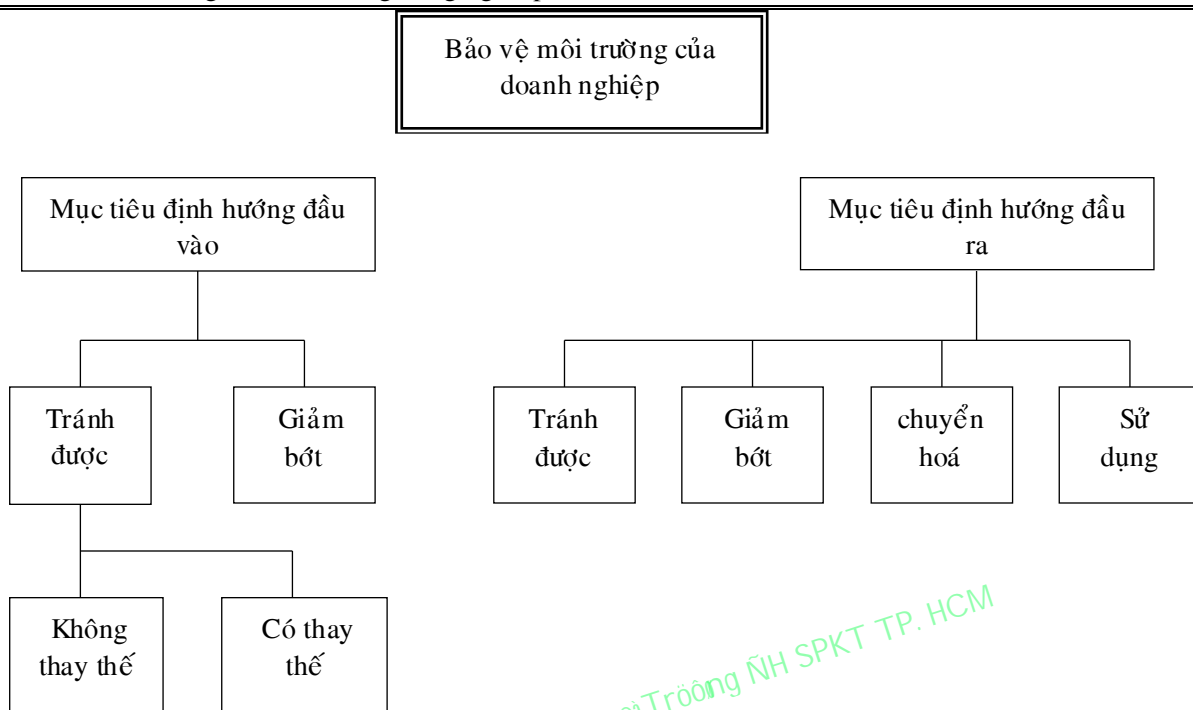 Bảo vệ môi trường của
doanh nghiệp
Mục tiêu định hướng đầu
vào
Mục tiêu định hướng đầu
ra
Tránh
được
Giảm
bớt
Tránh
được
Giảm
bớt
chuyển
hoá
Sử
dụng
Không
thay thế
Có thay
thế
Tröôøng ÑH SPKT TP. HCM